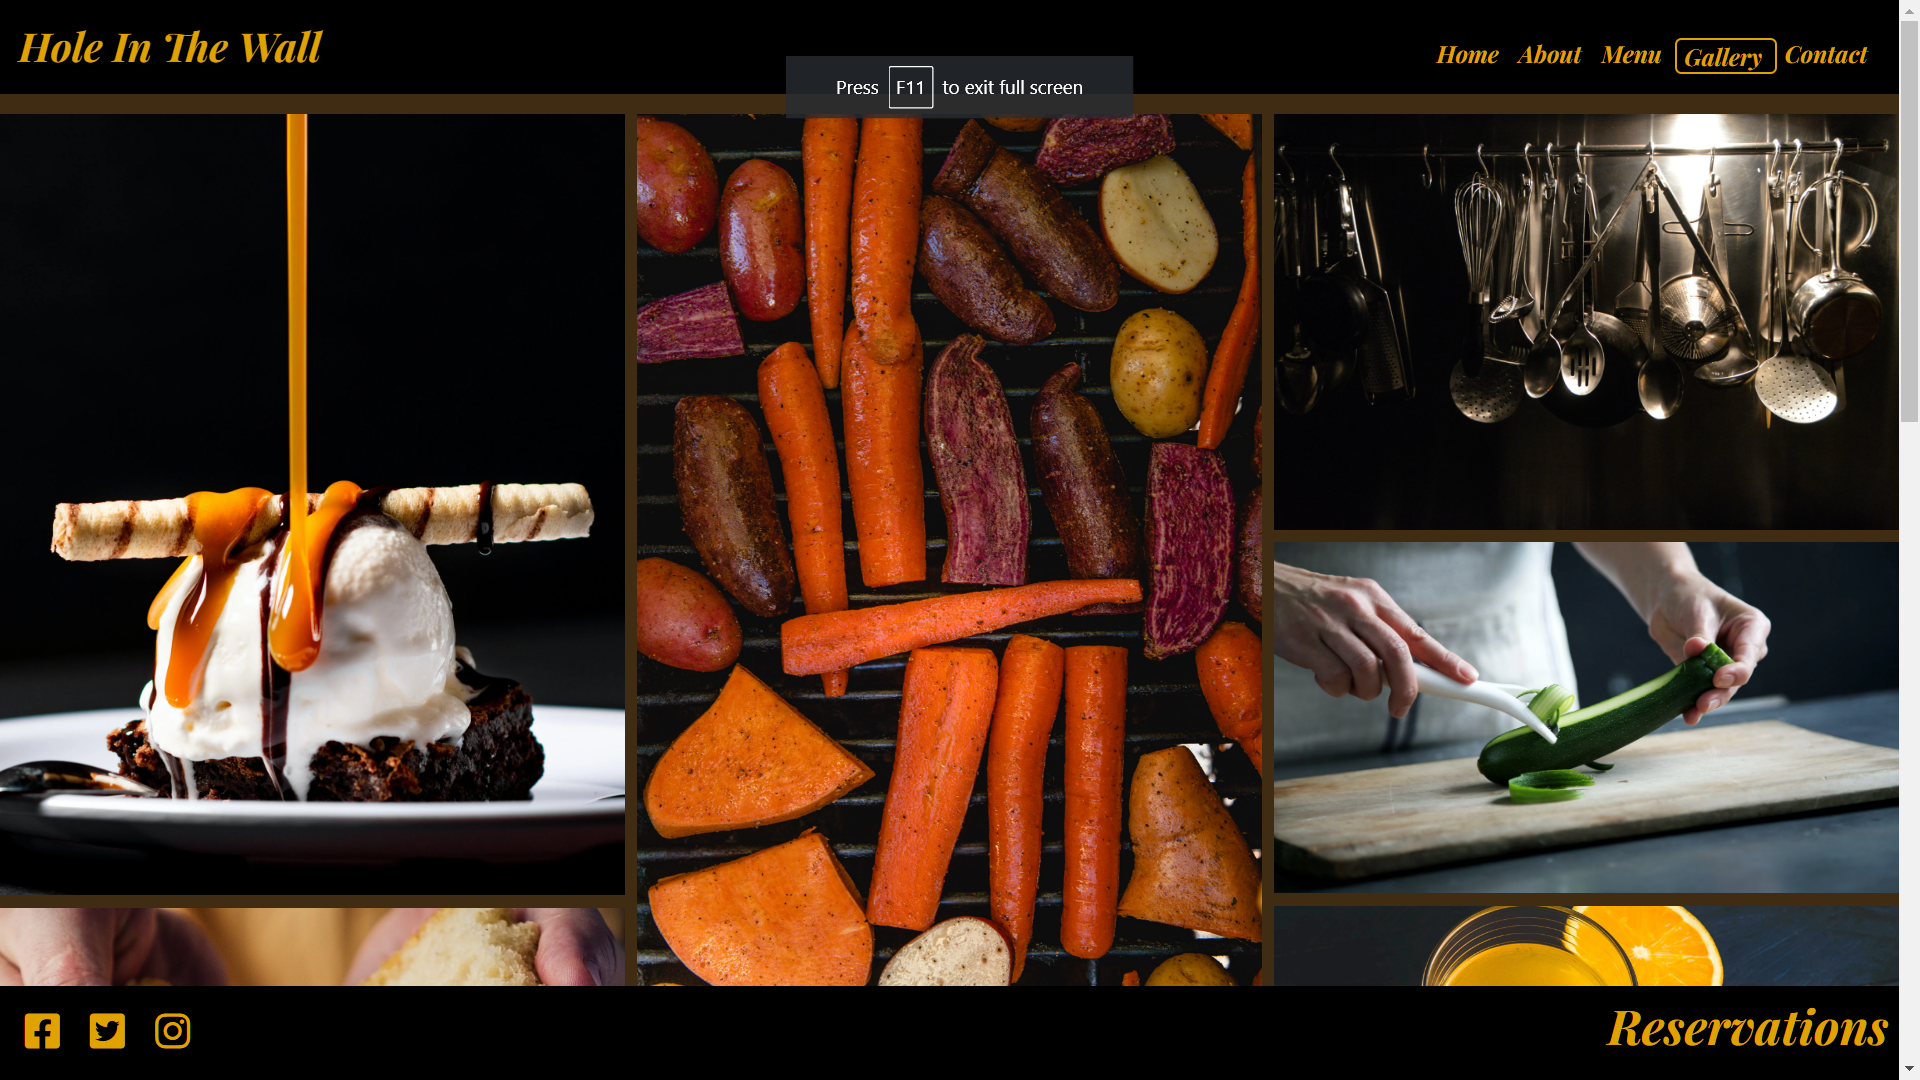 Hole In The Wall
Home About Menu Gallery Contact
Press F11 to exit full screen
Reservations